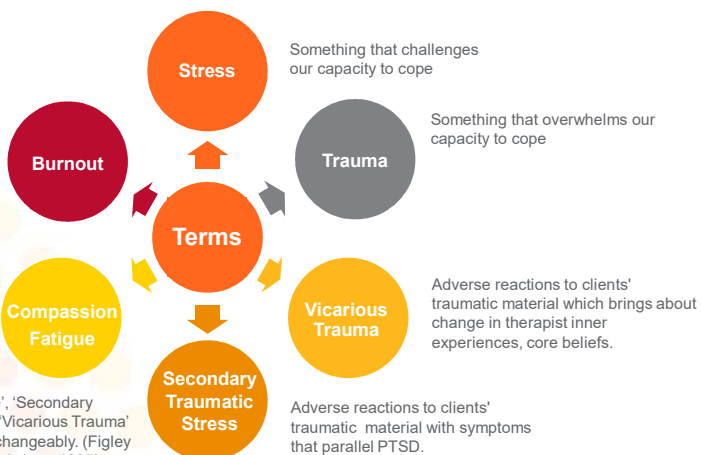 Stress
Something that challenges
our capacity to cope
Trauma
Something that overwhelms our
capacity to cope
Burnout
Terms
Vicarious
Trauma
Adverse reactions to clients'
traumatic material which brings about
change in therapist inner
experiences, core beliefs.
Compassion
Fatigue
Secondary
Traumatic
Stress
Adverse reactions to clients'
traumatic material with symptoms
that parallel PTSD.
’, ‘Secondary
‘Vicarious Trauma’
changeably. (Figley